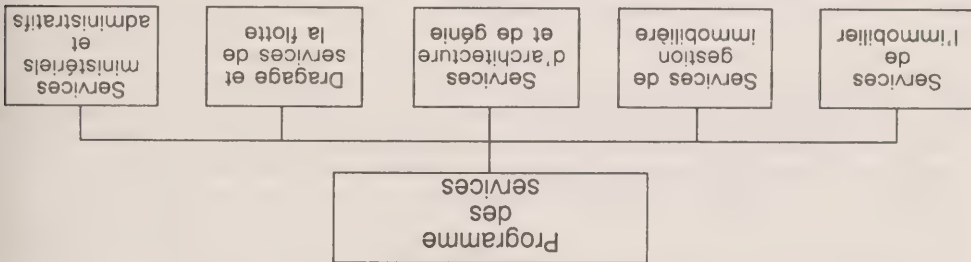 Programme
des
services
Services
de
l'immobilier
Services de
gestion
immobilière
Services
d'architecture
et de génie
Dragage et
services de
la flotte
Services
ministériels
et
administratifs